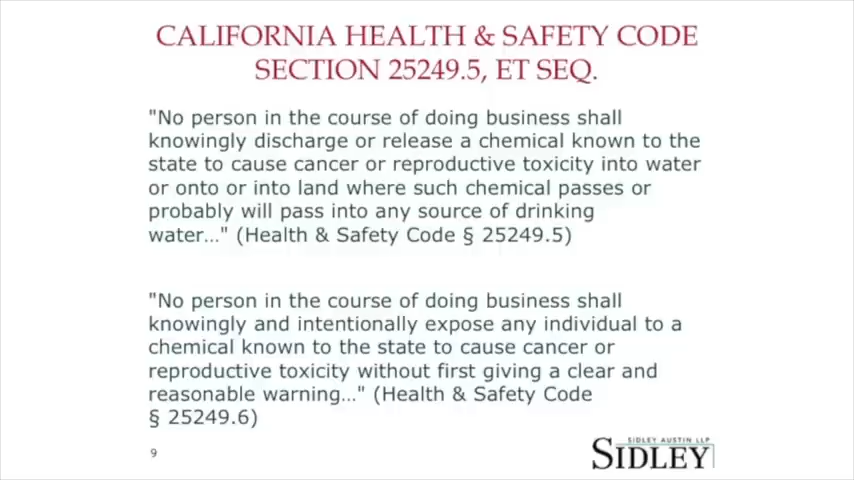 CALIFORNIA HEALTH & SAFETY CODE
SECTION 25249.5, ET SEQ.
"No person in the course of doing business shall
knowingly discharge or release a chemical known to the
state to cause cancer or reproductive toxicity into water
or onto or into land where such chemical passes or
probably will pass into any source of drinking
water…" (Health & Safety Code § 25249.5)
"No person in the course of doing business shall
knowingly and intentionally expose any individual to a
chemical known to the state to cause cancer or
reproductive toxicity without first giving a clear and
reasonable warning…" (Health & Safety Code
§ 25249.6)
9
SIDLEY AUSTIN LLP
SIDLEY